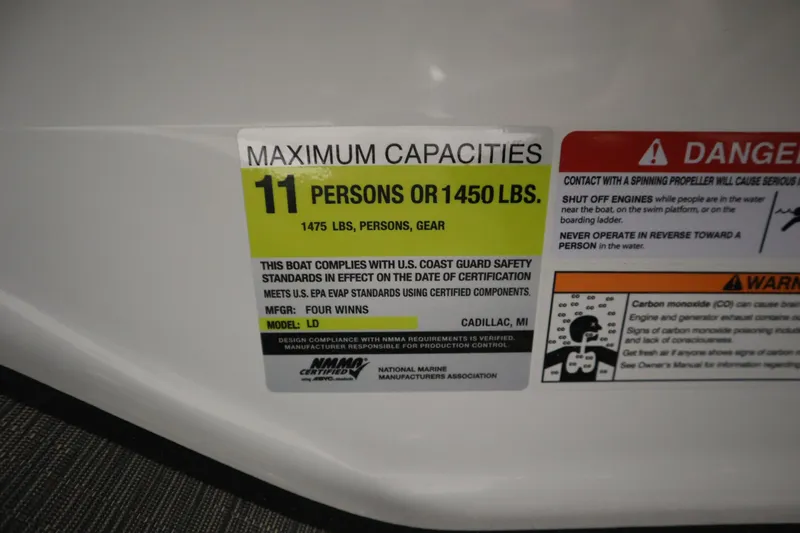 MAXIMUM CAPACITIES
11 PERSONS OR 1450 LBS.
1475 LBS, PERSONS, GEAR
THIS BOAT COMPLIES WITH U.S. COAST GUARD SAFETY
STANDARDS IN EFFECT ON THE DATE OF CERTIFICATION
MEETS U.S. EPA EVAP STANDARDS USING CERTIFIED COMPONENTS.
MFGR: FOUR WINNS
MODEL: LD CADILLAC, MI
DESIGN COMPLIANCE WITH NMMA REQUIREMENTS IS VERIFIED.
MANUFACTURER RESPONSIBLE FOR PRODUCTION CONTROL.
NMMA
CERTIFIED
NATIONAL MARINE
MANUFACTURERS ASSOCIATION
DANGE
CONTACT WITH A SPINNING PROPELLER WILL CAUSE SERIOUS
SHUT OFF ENGINES while people are in the water
near the boat, on the swim platform, or on the
boarding ladder.
NEVER OPERATE IN REVERSE TOWARD A
PERSON in the water.
WARN
Carbon monoxide (CO) can cause brain
Engine and generator exhaust contains
Signs of carbon monoxide poisoning include
and lack of consciousness.
Get fresh air if anyone shows signs of carbon
See Owner's Manual for information regarding